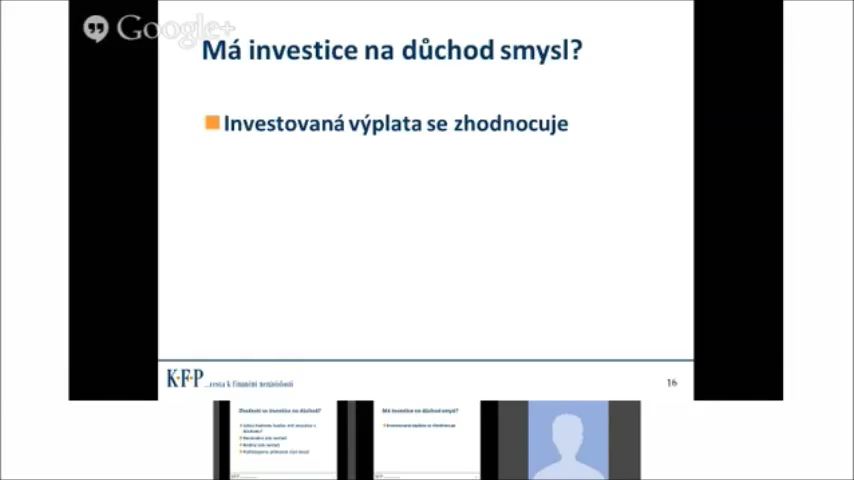 Google+
Má investice na důchod smysl?
Investovaná výplata se zhodnocuje
K·F·P ...cesta k finanční nezávislosti
16
Má investice na důchod smysl?
Investovaná výplata se zhodnocuje